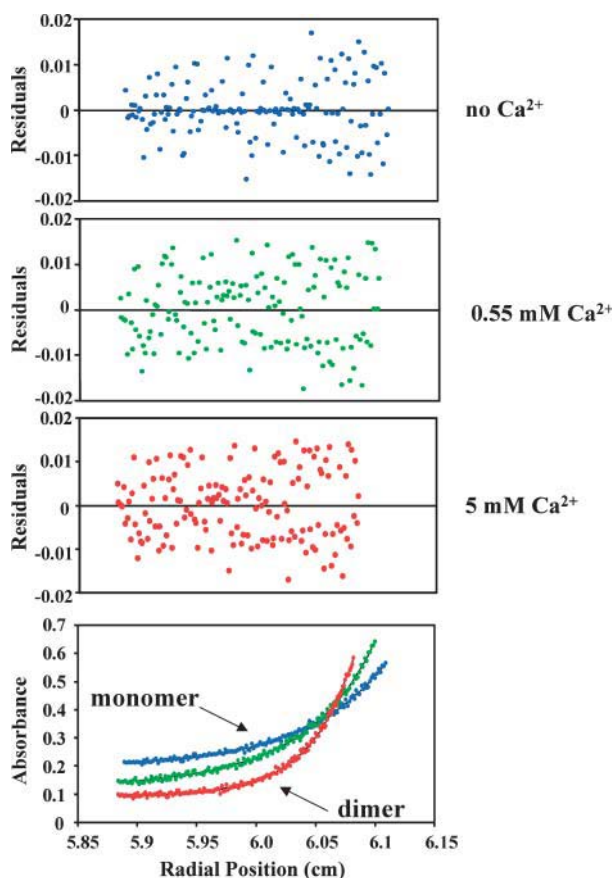 0.02
0.01
0
-0.01
-0.02
Residuals
no Ca²⁺
0.02
0.01
0
-0.01
-0.02
Residuals
0.55 mM Ca²⁺
0.02
0.01
0
-0.01
-0.02
Residuals
5 mM Ca²⁺
0.7
0.6
0.5
0.4
0.3
0.2
0.1
0
Absorbance
monomer
dimer
5.85 5.9 5.95 6.0 6.05 6.1 6.15
Radial Position (cm)